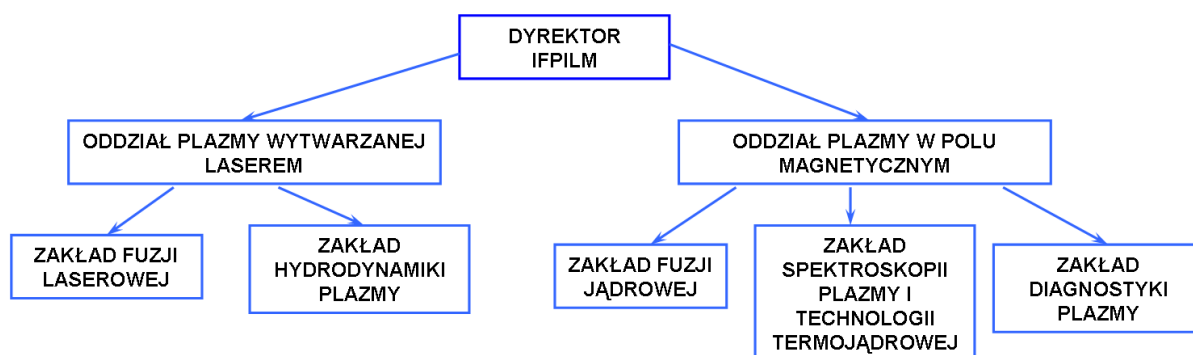 DYREKTOR
IFPILM
ODDZIAŁ PLAZMY WYTWARZANEJ
LASEREM
ODDZIAŁ PLAZMY W POLU
MAGNETYCZNYM
ZAKŁAD FUZJI
LASEROWEJ
ZAKŁAD
HYDRODYNAMIKI
PLAZMY
ZAKŁAD FUZJI
JĄDROWEJ
ZAKŁAD
SPEKTROSKOPII
PLAZMY I
TECHNOLOGII
TERMOJĄDROWEJ
ZAKŁAD
DIAGNOSTYKI
PLAZMY